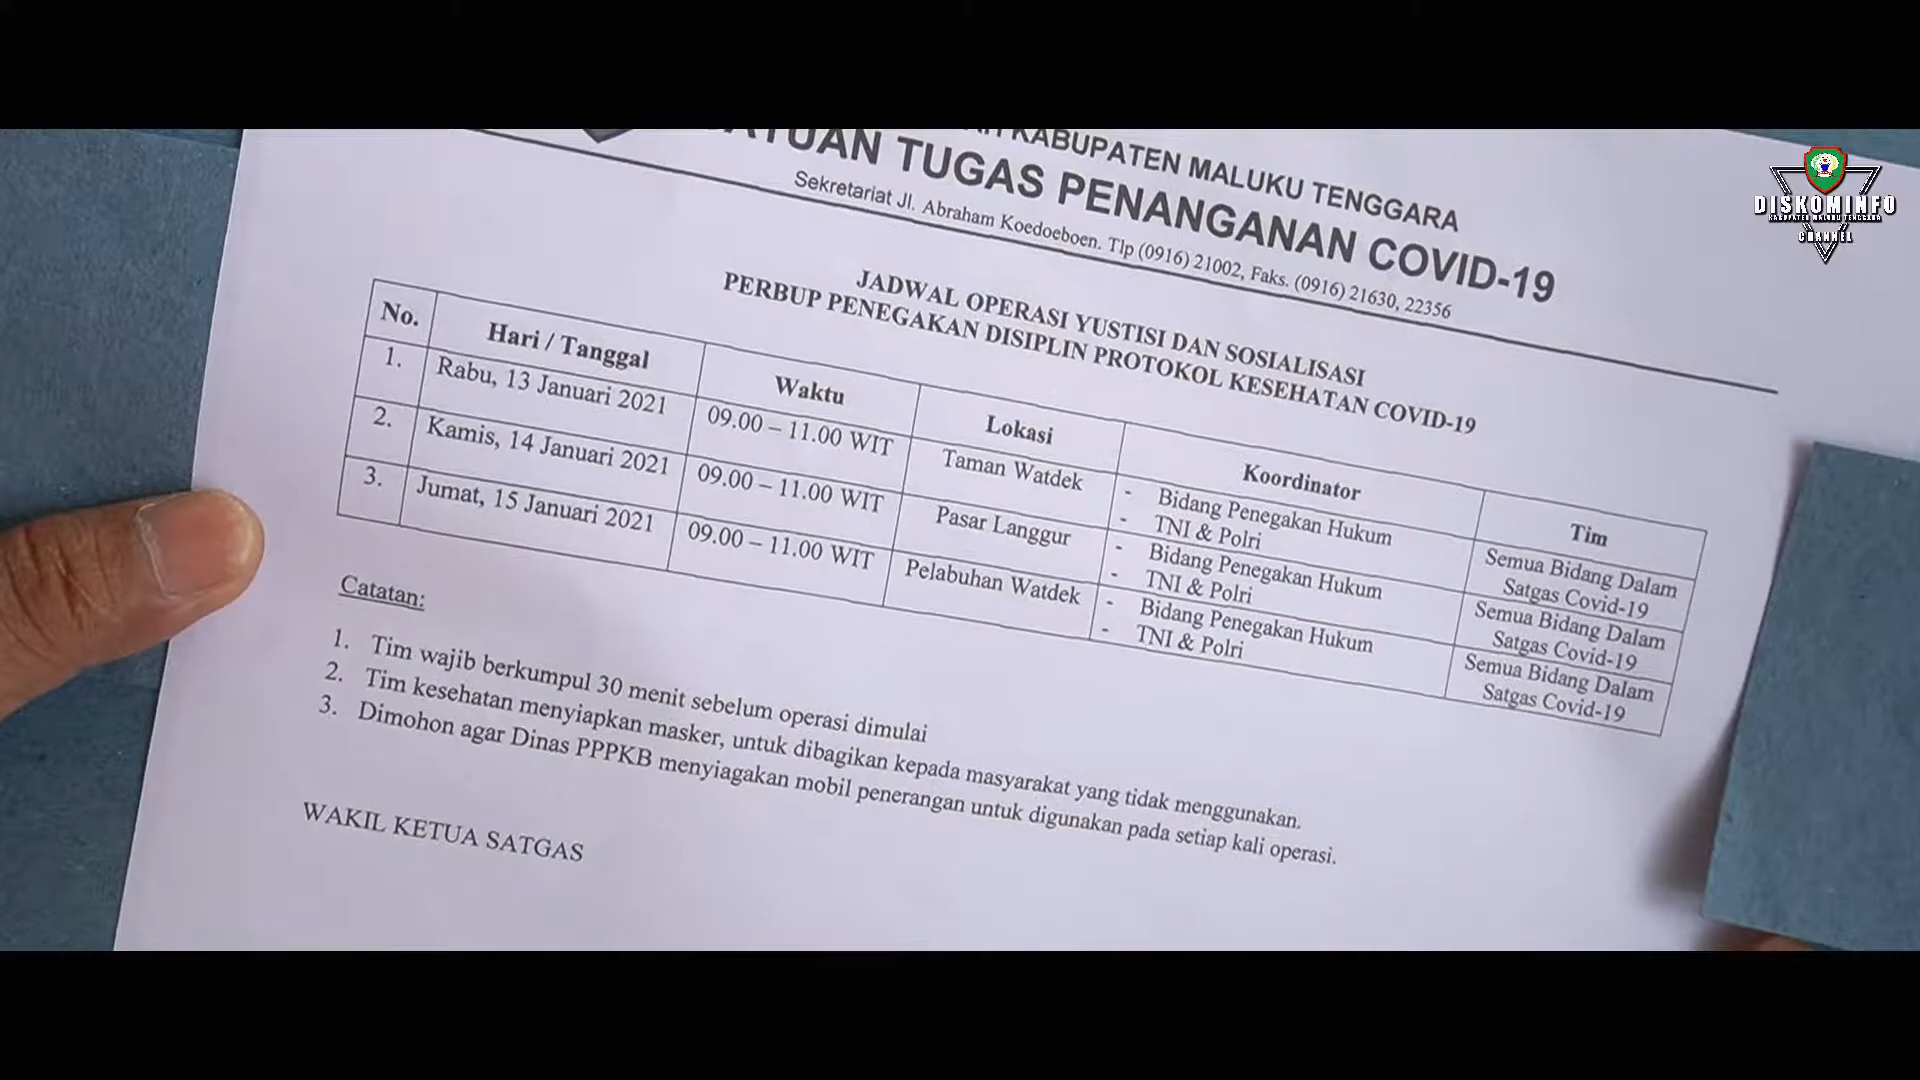 KABUPATEN MALUKU TENGGARA
TUGAS PENANGANAN COVID-19
Sekretariat Jl. Abraham Koedoeboen. Tlp (0916) 21002, Faks. (0916) 21630, 22356
DISKOMINFO
KABUPATEN MALUKU TENGGARA
CHANNEL
JADWAL OPERASI YUSTISI DAN SOSIALISASI
PERBUP PENEGAKAN DISIPLIN PROTOKOL KESEHATAN COVID-19
No. Hari / Tanggal Waktu Lokasi Koordinator Tim
1. Rabu, 13 Januari 2021 09.00 – 11.00 WIT Taman Watdek - Bidang Penegakan Hukum Semua Bidang Dalam
- TNI & Polri Satgas Covid-19
2. Kamis, 14 Januari 2021 09.00 – 11.00 WIT Pasar Langgur - Bidang Penegakan Hukum Semua Bidang Dalam
- TNI & Polri Satgas Covid-19
3. Jumat, 15 Januari 2021 09.00 – 11.00 WIT Pelabuhan Watdek - Bidang Penegakan Hukum Semua Bidang Dalam
- TNI & Polri Satgas Covid-19
Catatan:
1. Tim wajib berkumpul 30 menit sebelum operasi dimulai
2. Tim kesehatan menyiapkan masker, untuk dibagikan kepada masyarakat yang tidak menggunakan.
3. Dimohon agar Dinas PPPKB menyiagakan mobil penerangan untuk digunakan pada setiap kali operasi.
WAKIL KETUA SATGAS